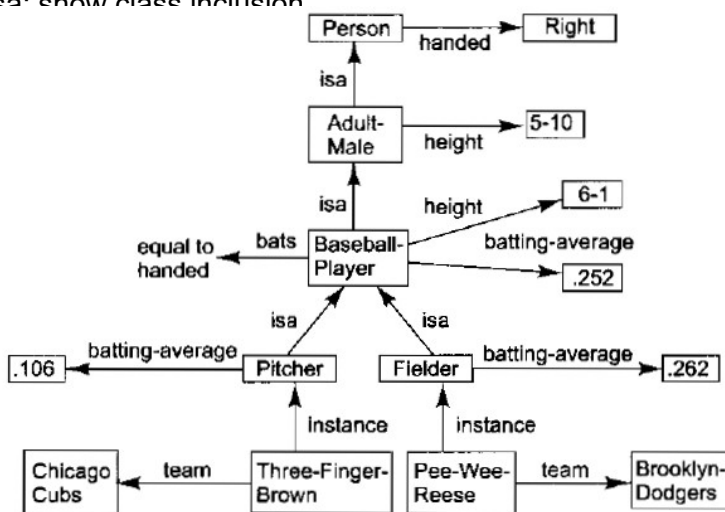 isa: show class inclusion
Person
handed
Right
isa
Adult-
Male
height
5-10
isa
height
6-1
equal to
handed
bats
Baseball-
Player
batting-average
.252
isa
isa
.106
batting-average
Pitcher
Fielder
batting-average
.262
instance
instance
Chicago
Cubs
team
Three-Finger-
Brown
Pee-Wee-
Reese
team
Brooklyn-
Dodgers